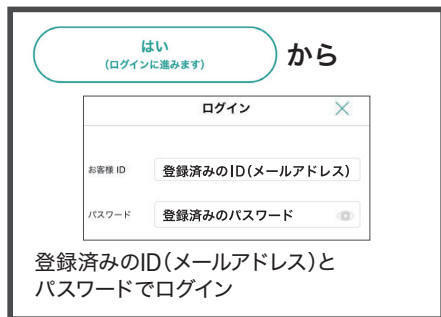 はい
(ログインに進みます)
から
ログイン
お客様 ID
登録済みのID(メールアドレス)
パスワード
登録済みのパスワード
登録済みのID(メールアドレス)と
パスワードでログイン